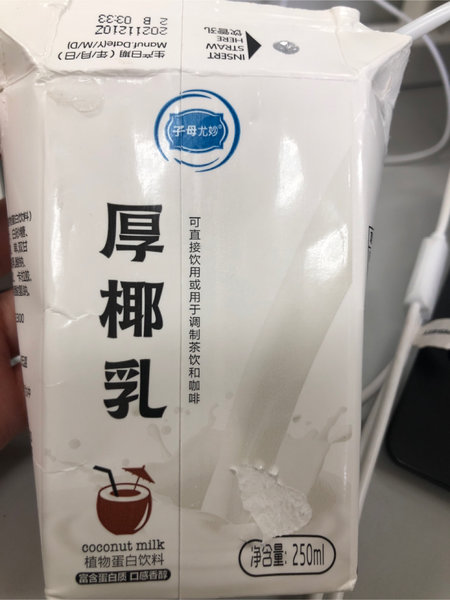 INSERT
STRAW
HERE
饮管孔
生产日期（年/月/日）
Manuf.Date(Y/M/D)
20211210Z
2 B 03:33
子母尤妙®
厚椰乳
可直接饮用或用于调制茶饮和咖啡
coconut milk
植物蛋白饮料
富含蛋白质 口感香醇
净含量: 250ml